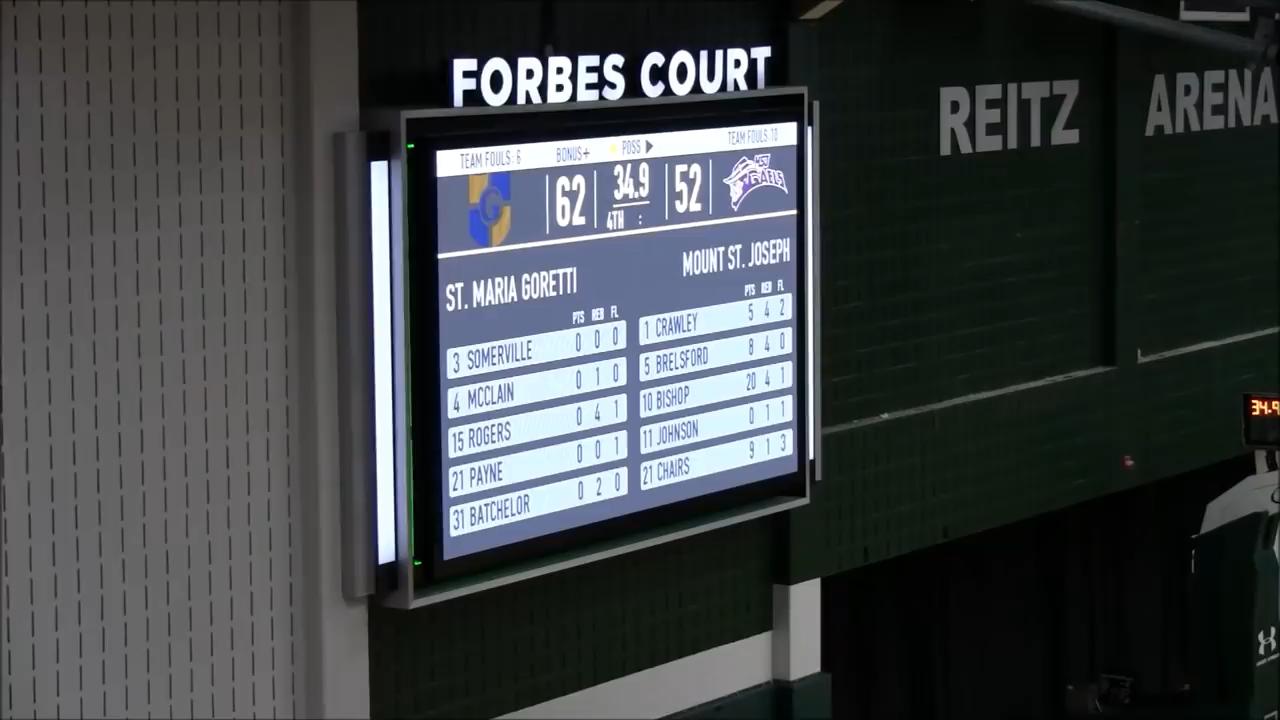 FORBES COURT
REITZ ARENA
TEAM FOULS: 6 BONUS+ POSS TEAM FOULS: 10
G 62 34.9 52 MSJ GAELS
4TH :
ST. MARIA GORETTI
PTS REB FL
3 SOMERVILLE 0 0 0
4 MCCLAIN 0 1 0
15 ROGERS 0 4 1
21 PAYNE 0 0 1
31 BATCHELOR 0 2 0
MOUNT ST. JOSEPH
PTS REB FL
1 CRAWLEY 5 4 2
5 BRELSFORD 8 4 0
10 BISHOP 20 4 1
11 JOHNSON 0 1 1
21 CHAIRS 9 1 3
34.9